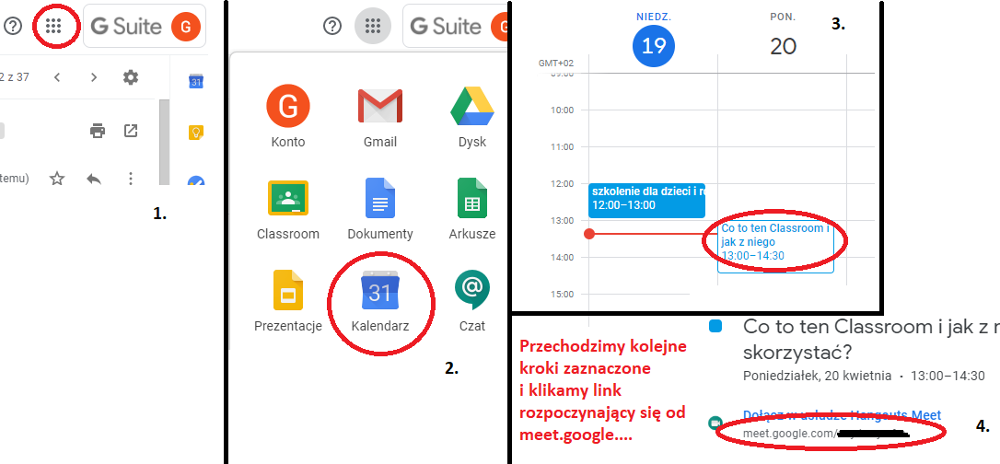 G Suite G
2 z 37
31
temu)
1.
G Suite
G
Konto
Gmail
Dysk
Classroom
Dokumenty
Arkusze
31
Prezentacje
Kalendarz
Czat
2.
NIEDZ.
19
PON.
20
3.
GMT+02
10:00
11:00
12:00
szkolenie dla dzieci i
12:00–13:00
13:00
Co to ten Classroom i
jak z niego
13:00–14:30
14:00
15:00
Przechodzimy kolejne
kroki zaznaczone
i klikamy link
rozpoczynający się od
meet.google....
Co to ten Classroom i jak z
skorzystać?
Poniedziałek, 20 kwietnia • 13:00–14:30
Dołącz w usłudze Hangouts Meet
meet.google.com/
4.